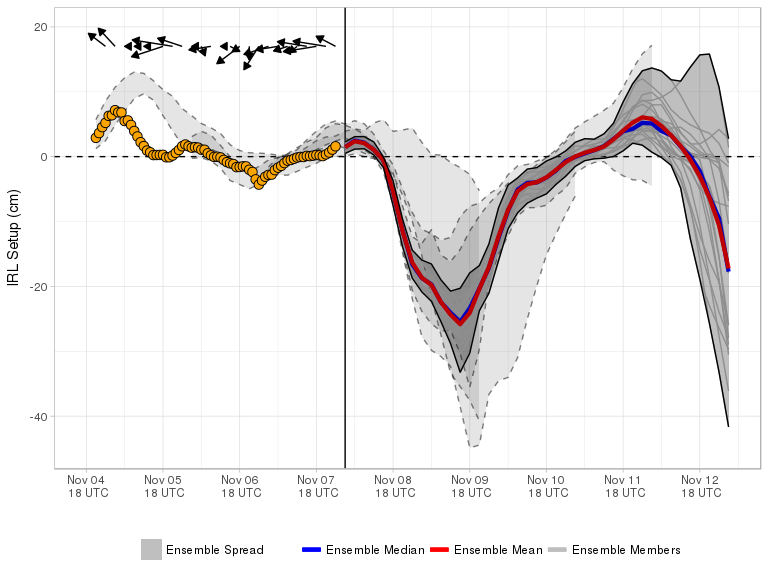 20
0
-20
-40
IRL Setup (cm)
Nov 04 Nov 05 Nov 06 Nov 07 Nov 08 Nov 09 Nov 10 Nov 11 Nov 12
18 UTC 18 UTC 18 UTC 18 UTC 18 UTC 18 UTC 18 UTC 18 UTC 18 UTC
Ensemble Spread Ensemble Median Ensemble Mean Ensemble Members